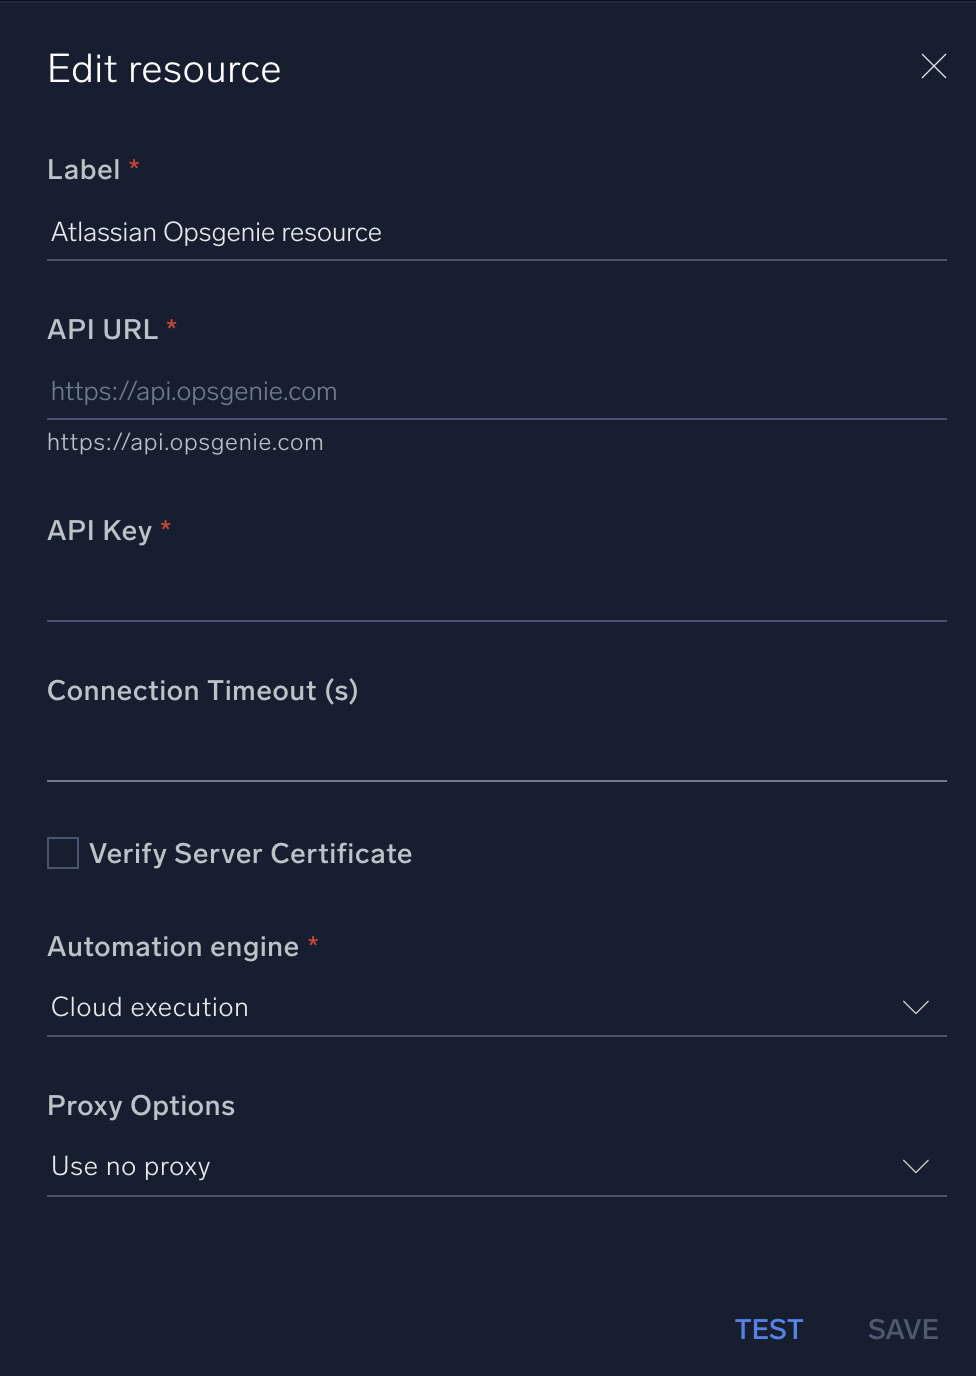 Edit resource
Label *
Atlassian Opsgenie resource
API URL *
https://api.opsgenie.com
https://api.opsgenie.com
API Key *
Connection Timeout (s)
Verify Server Certificate
Automation engine *
Cloud execution
Proxy Options
Use no proxy
TEST SAVE